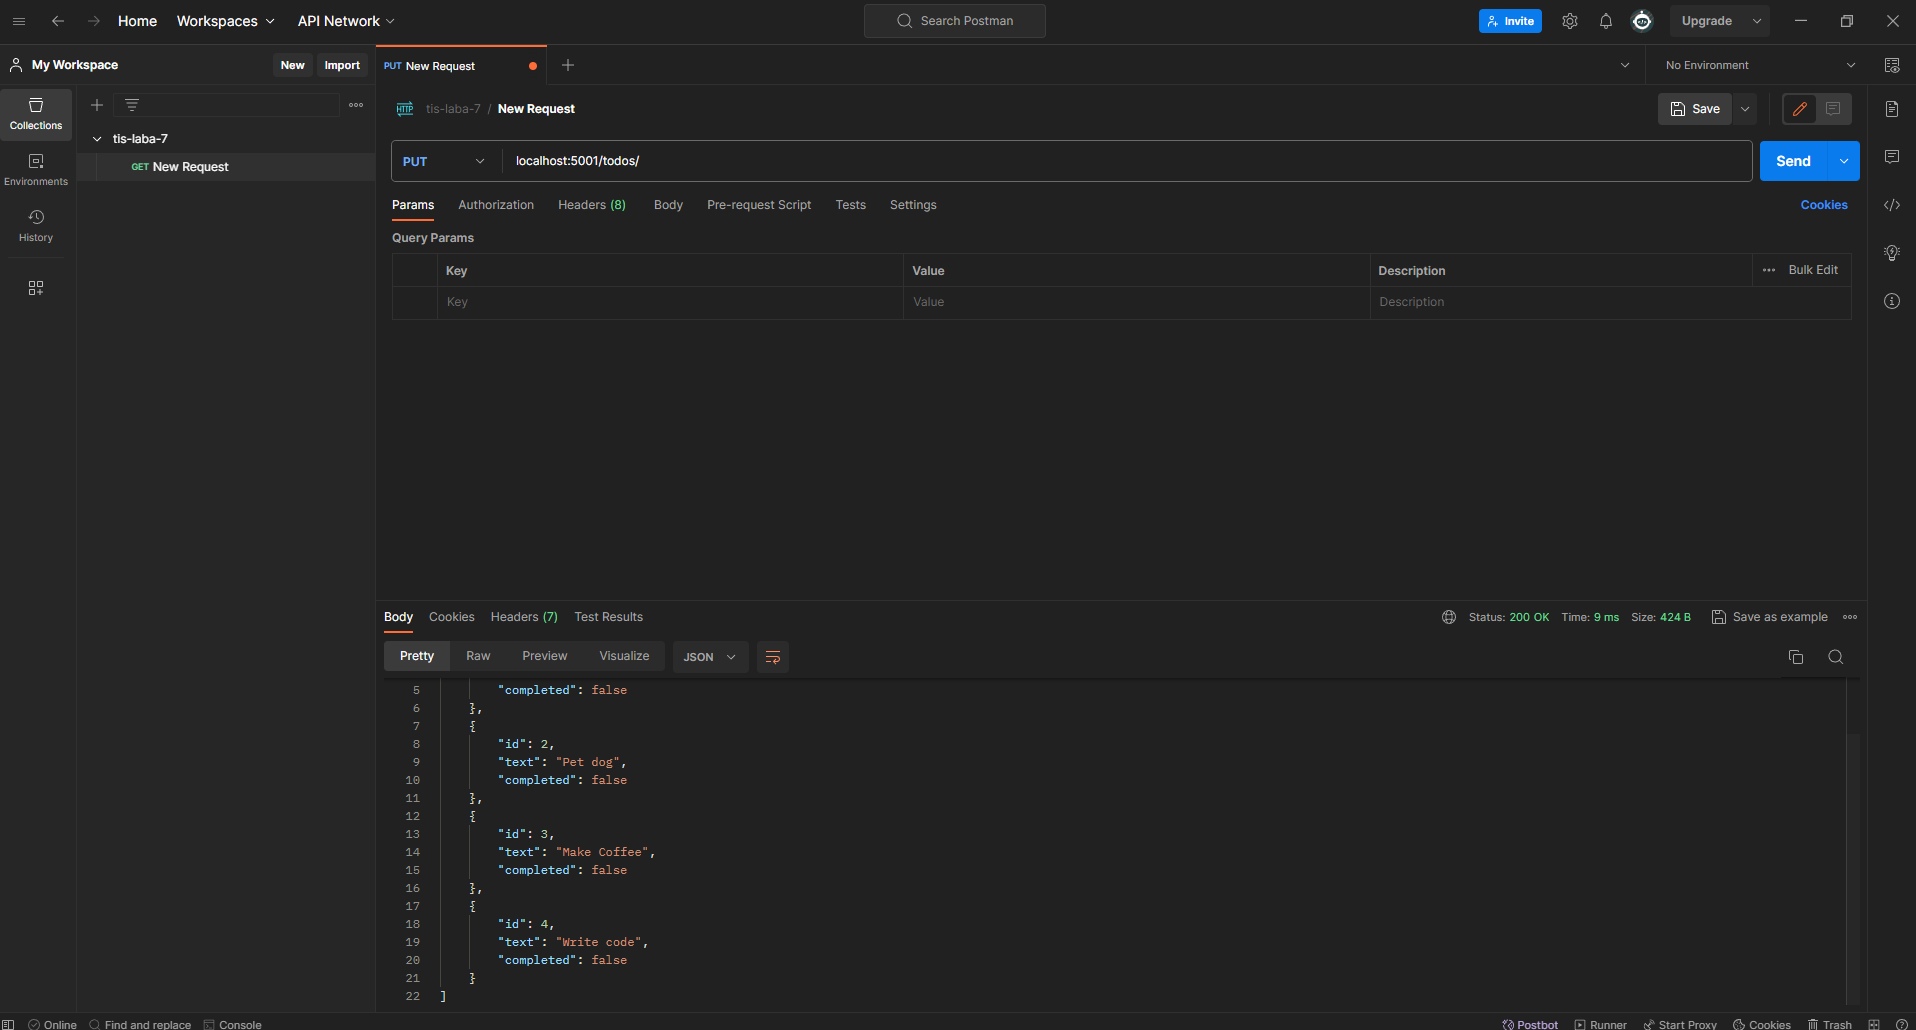 Home Workspaces API Network Search Postman Invite Upgrade
My Workspace New Import PUT New Request No Environment
Collections
Environments
History
tis-laba-7
GET New Request
HTTP tis-laba-7 / New Request Save
PUT localhost:5001/todos/ Send
Params Authorization Headers (8) Body Pre-request Script Tests Settings Cookies
Query Params
Key Value Description Bulk Edit
Key Value Description
Body Cookies Headers (7) Test Results Status: 200 OK Time: 9 ms Size: 424 B Save as example
Pretty Raw Preview Visualize JSON
5 "completed": false
6 },
7 {
8 "id": 2,
9 "text": "Pet dog",
10 "completed": false
11 },
12 {
13 "id": 3,
14 "text": "Make Coffee",
15 "completed": false
16 },
17 {
18 "id": 4,
19 "text": "Write code",
20 "completed": false
21 }
22 ]
Online Find and replace Console Postbot Runner Start Proxy Cookies Trash